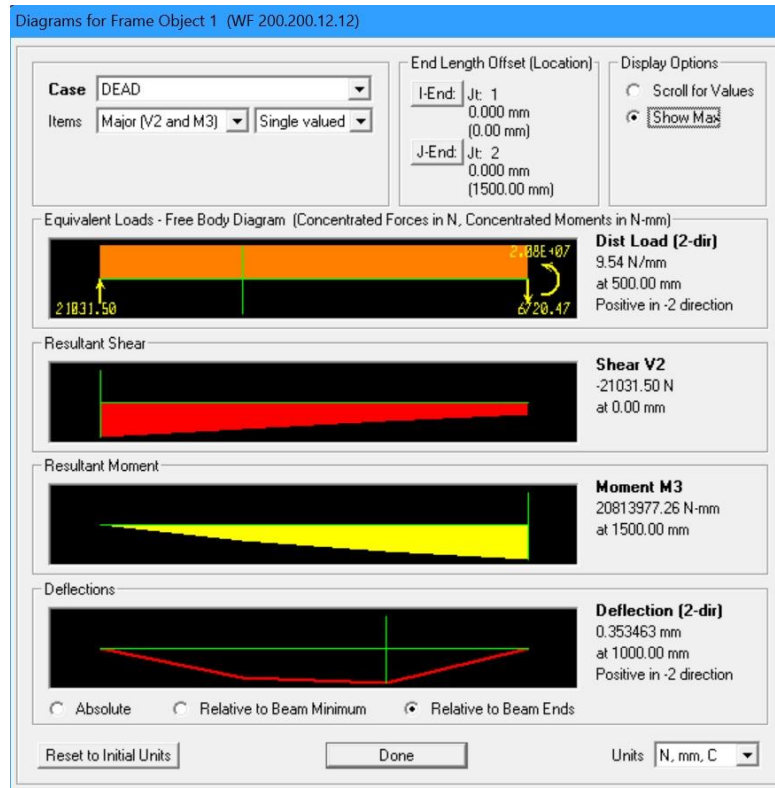 Diagrams for Frame Object 1 (WF 200.200.12.12)
Case DEAD
Items Major (V2 and M3) Single valued
End Length Offset (Location)
I-End: Jt: 1
0.000 mm
(0.00 mm)
J-End: Jt: 2
0.000 mm
(1500.00 mm)
Display Options
Scroll for Values
Show Max
Equivalent Loads - Free Body Diagram (Concentrated Forces in N, Concentrated Moments in N-mm)
2.08E+07
21031.50
6720.47
Dist Load (2-dir)
9.54 N/mm
at 500.00 mm
Positive in -2 direction
Resultant Shear
Shear V2
-21031.50 N
at 0.00 mm
Resultant Moment
Moment M3
20813977.26 N-mm
at 1500.00 mm
Deflections
Deflection (2-dir)
0.353463 mm
at 1000.00 mm
Positive in -2 direction
Absolute Relative to Beam Minimum Relative to Beam Ends
Reset to Initial Units Done Units N, mm, C